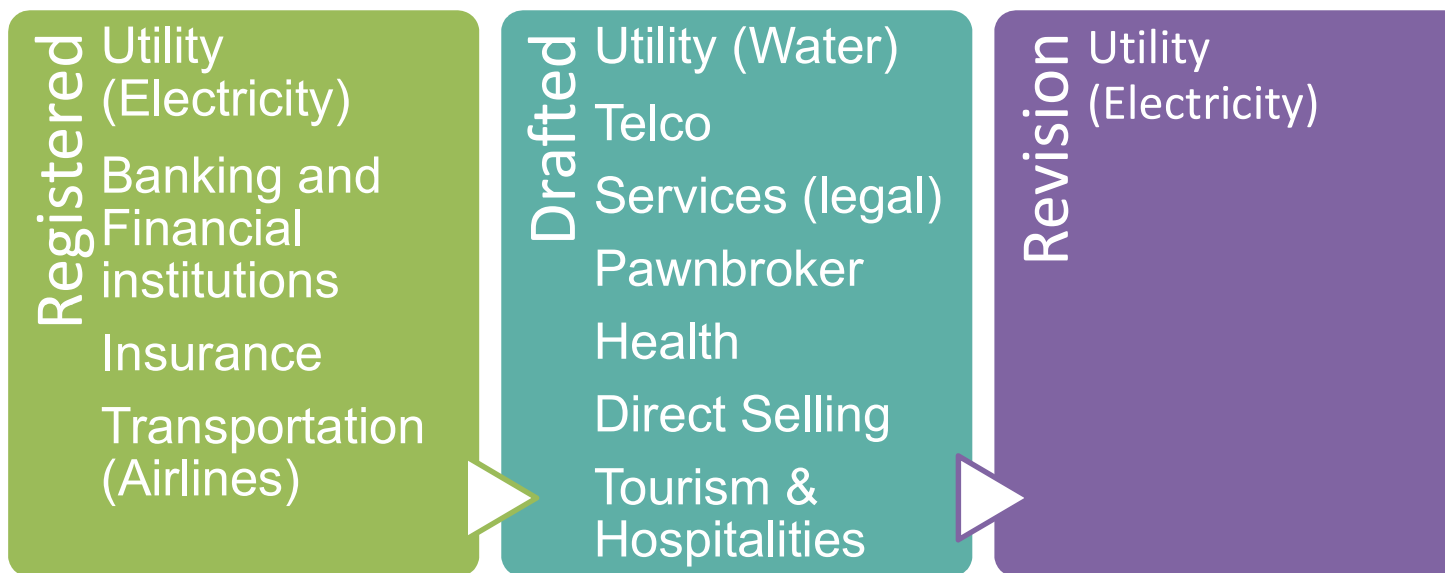 Registered
Utility
(Electricity)
Banking and
Financial
institutions
Insurance
Transportation
(Airlines)
Drafted
Utility (Water)
Telco
Services (legal)
Pawnbroker
Health
Direct Selling
Tourism &
Hospitalities
Revision
Utility
(Electricity)